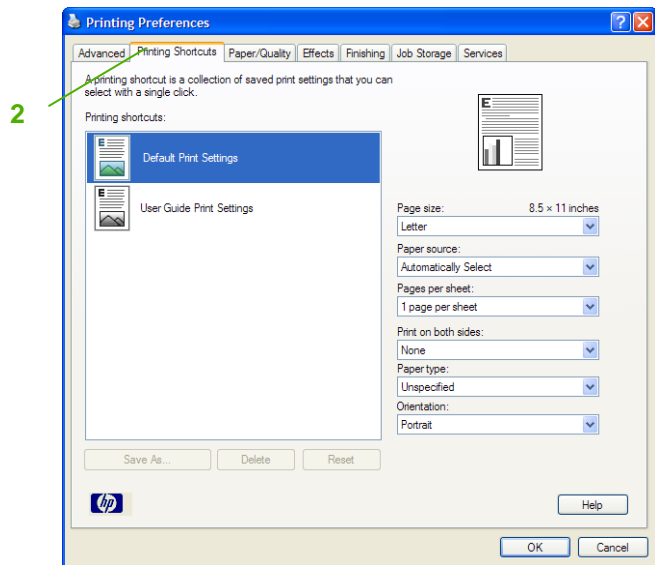 Printing Preferences
Advanced Printing Shortcuts Paper/Quality Effects Finishing Job Storage Services
A printing shortcut is a collection of saved print settings that you can
select with a single click.
2
Printing shortcuts:
E
E
Default Print Settings
E
User Guide Print Settings
Page size: 8.5 × 11 inches
Letter
Paper source:
Automatically Select
Pages per sheet:
1 page per sheet
Print on both sides:
None
Paper type:
Unspecified
Orientation:
Portrait
Save As... Delete Reset
hp
Help
OK Cancel